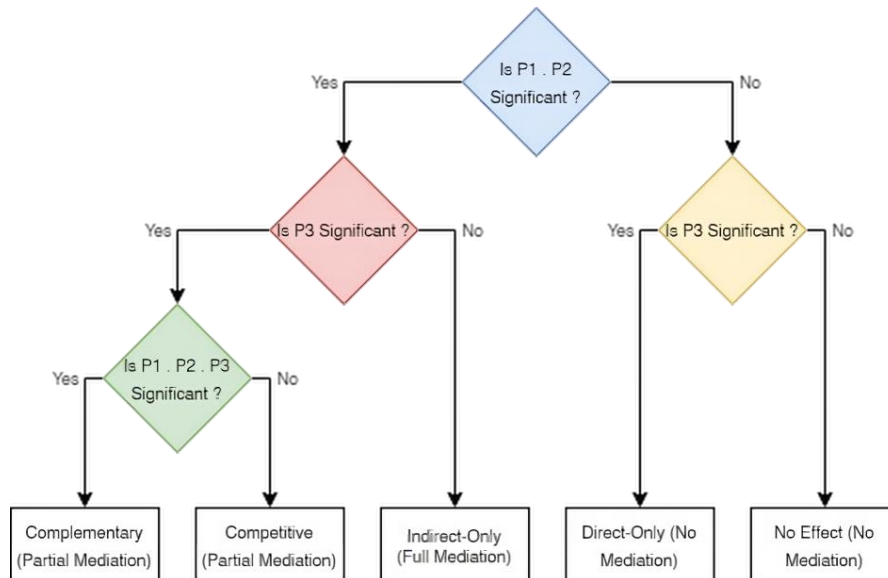 Is P1 . P2
Significant ?
Yes
No
Is P3 Significant ?
Yes
No
Is P3 Significant ?
Yes
No
Is P1 . P2 . P3
Significant ?
Yes
No
Complementary
(Partial Mediation)
Competitive
(Partial Mediation)
Indirect-Only
(Full Mediation)
Direct-Only (No
Mediation)
No Effect (No
Mediation)